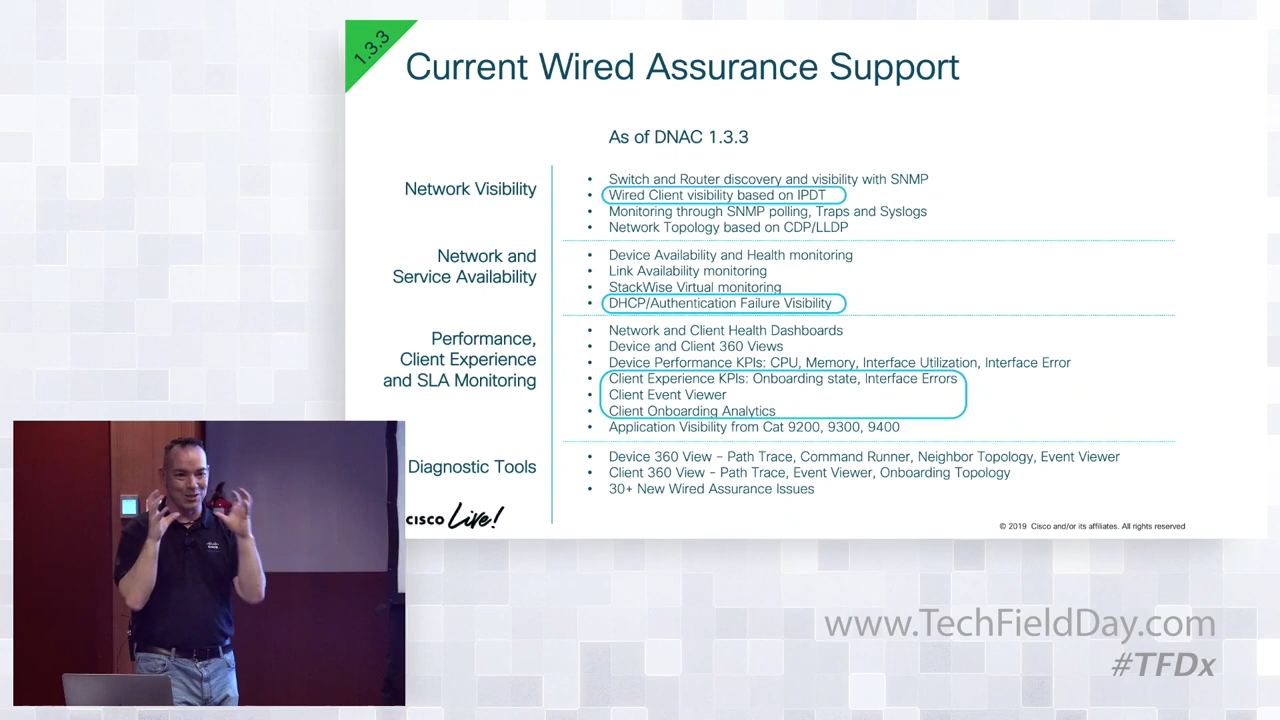 1.3.3
Current Wired Assurance Support
As of DNAC 1.3.3
Network Visibility
• Switch and Router discovery and visibility with SNMP
• Wired Client visibility based on IPDT
• Monitoring through SNMP polling, Traps and Syslogs
• Network Topology based on CDP/LLDP
Network and
Service Availability
• Device Availability and Health monitoring
• Link Availability monitoring
• StackWise Virtual monitoring
• DHCP/Authentication Failure Visibility
Performance,
Client Experience
and SLA Monitoring
• Network and Client Health Dashboards
• Device and Client 360 Views
• Device Performance KPIs: CPU, Memory, Interface Utilization, Interface Error
• Client Experience KPIs: Onboarding state, Interface Errors
• Client Event Viewer
• Client Onboarding Analytics
• Application Visibility from Cat 9200, 9300, 9400
Diagnostic Tools
• Device 360 View – Path Trace, Command Runner, Neighbor Topology, Event Viewer
• Client 360 View – Path Trace, Event Viewer, Onboarding Topology
• 30+ New Wired Assurance Issues
CISCO Live!
© 2019 Cisco and/or its affiliates. All rights reserved
www.TechFieldDay.com
#TFDx